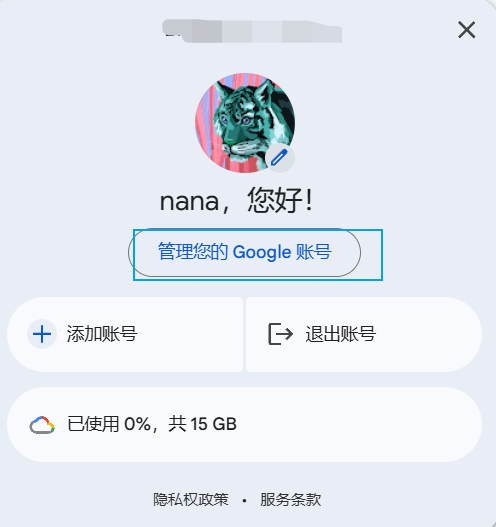 nana，您好！
管理您的 Google 账号
添加账号
退出账号
已使用 0%，共 15 GB
隐私权政策 • 服务条款